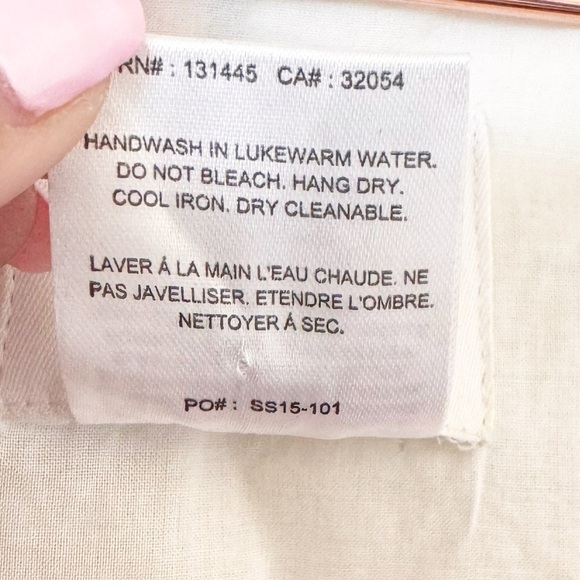 RN# : 131445 CA# : 32054
HANDWASH IN LUKEWARM WATER.
DO NOT BLEACH. HANG DRY.
COOL IRON. DRY CLEANABLE.
LAVER Á LA MAIN L'EAU CHAUDE. NE
PAS JAVELLISER. ETENDRE L'OMBRE.
NETTOYER Á SEC.
PO# : SS15-101